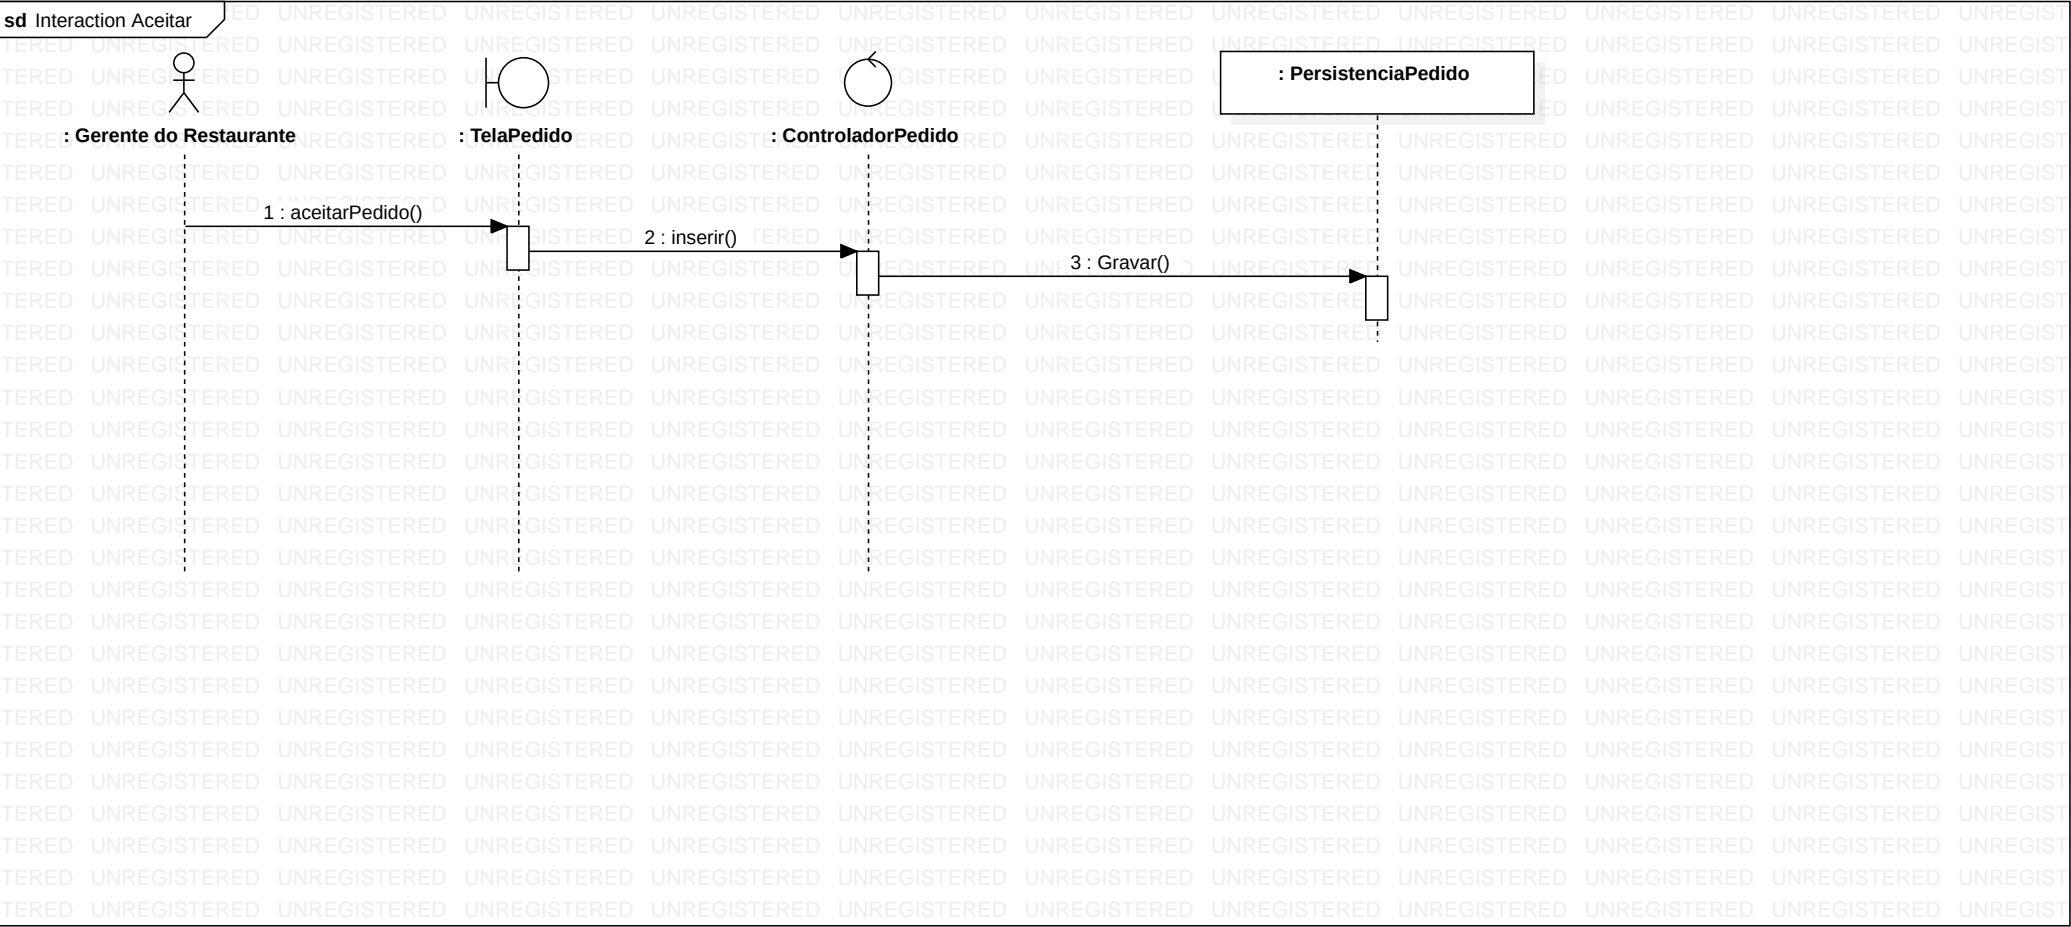 sd Interaction Aceitar
: Gerente do Restaurante
: TelaPedido
: ControladorPedido
: PersistenciaPedido
1 : aceitarPedido()
2 : inserir()
3 : Gravar()
UNREGISTERED